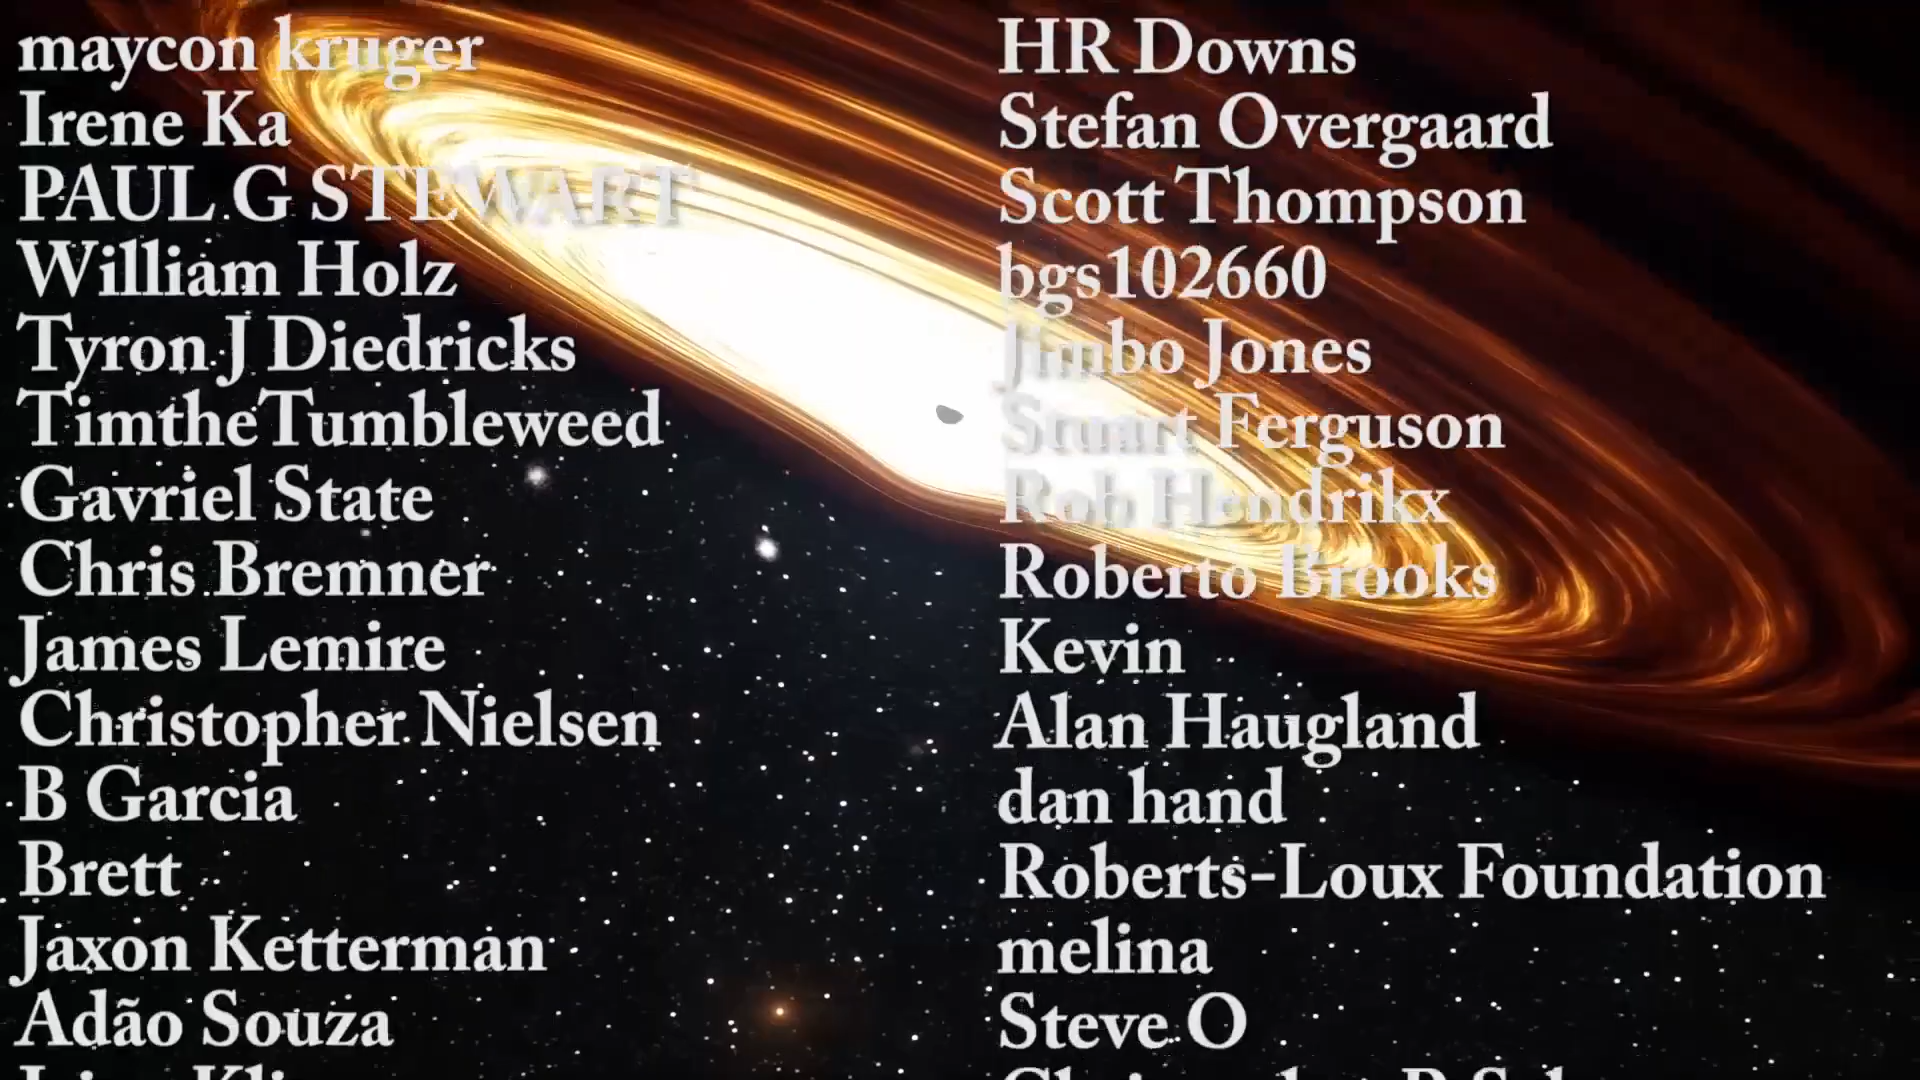 maycon kruger
Irene Ka
PAUL G STEWART
William Holz
Tyron J Diedricks
TimtheTumbleweed
Gavriel State
Chris Bremner
James Lemire
Christopher Nielsen
B Garcia
Brett
Jaxon Ketterman
Adão Souza
HR Downs
Stefan Overgaard
Scott Thompson
bgs102660
Jimbo Jones
Stuart Ferguson
Rob Hendrikx
Roberto Brooks
Kevin
Alan Haugland
dan hand
Roberts-Loux Foundation
melina
Steve O